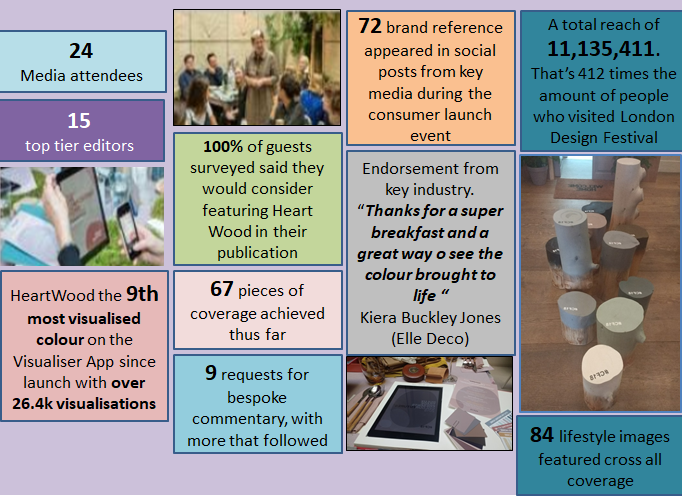 24
Media attendees
15
top tier editors
HeartWood the 9th
most visualised
colour on the
Visualiser App since
launch with over
26.4k visualisations
100% of guests
surveyed said they
would consider
featuring Heart
Wood in their
publication
67 pieces of
coverage achieved
thus far
9 requests for
bespoke
commentary, with
more that followed
72 brand reference
appeared in social
posts from key
media during the
consumer launch
event
Endorsement from
key industry.
“Thanks for a super
breakfast and a
great way o see the
colour brought to
life “
Kiera Buckley Jones
(Elle Deco)
A total reach of
11,135,411.
That’s 412 times the
amount of people
who visited London
Design Festival
84 lifestyle images
featured cross all
coverage